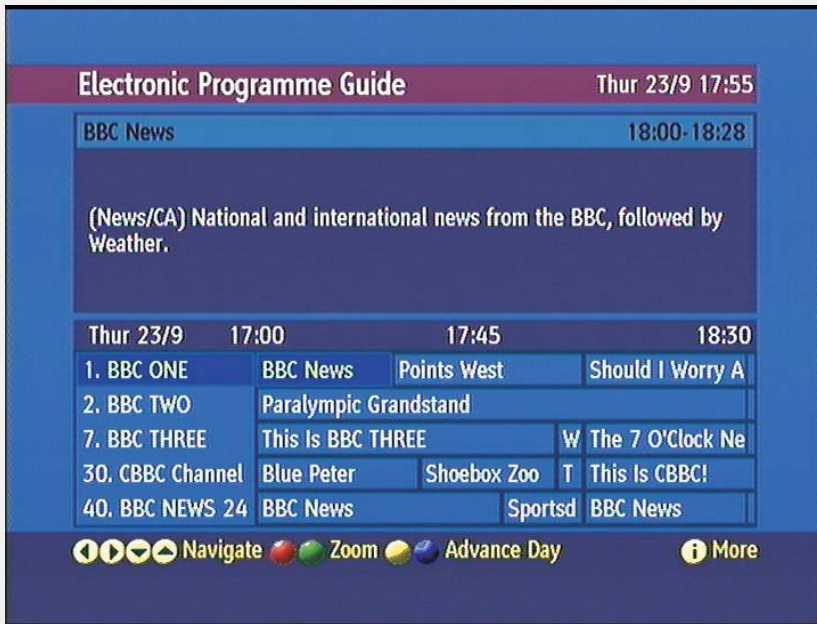 Electronic Programme Guide Thur 23/9 17:55
BBC News 18:00-18:28
(News/CA) National and international news from the BBC, followed by
Weather.
Thur 23/9 17:00 17:45 18:30
1. BBC ONE BBC News Points West Should I Worry A
2. BBC TWO Paralympic Grandstand
7. BBC THREE This Is BBC THREE W The 7 O'Clock Ne
30. CBBC Channel Blue Peter Shoebox Zoo T This Is CBBC!
40. BBC NEWS 24 BBC News Sportsd BBC News
Navigate Zoom Advance Day i More